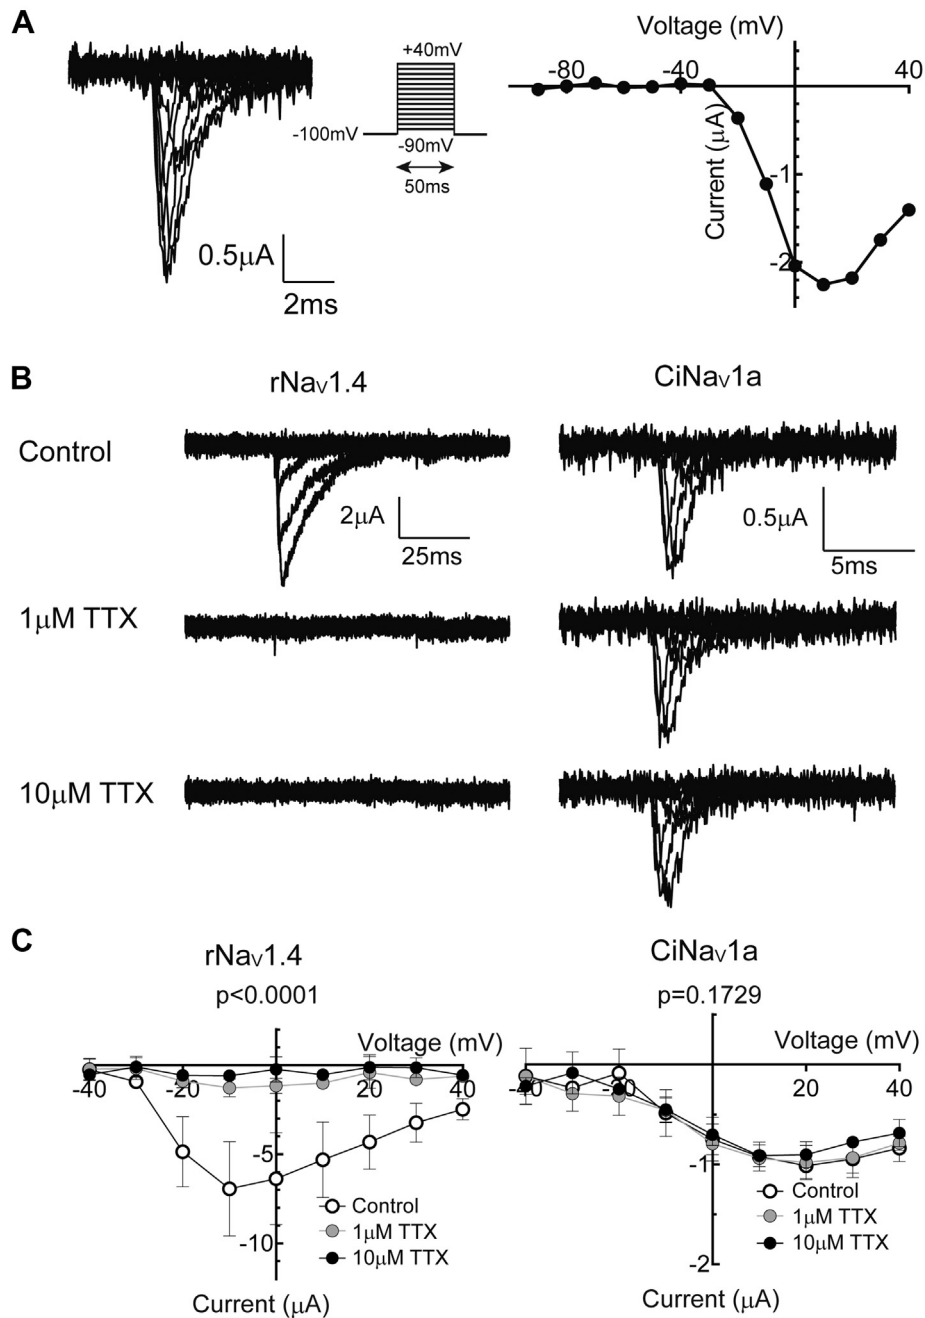 A
Voltage (mV)
+40mV
-100mV
-90mV
50ms
0.5μA
2ms
-80
-40
40
Current (μA)
-1
-2
B
rNaV1.4
CiNaV1a
Control
2μA
25ms
0.5μA
5ms
1μM TTX
10μM TTX
C
rNaV1.4
CiNaV1a
p<0.0001
p=0.1729
Voltage (mV)
-40
-20
20
40
-5
-10
Control
1μM TTX
10μM TTX
Current (μA)
Voltage (mV)
-40
-20
20
40
-1
-2
Control
1μM TTX
10μM TTX
Current (μA)